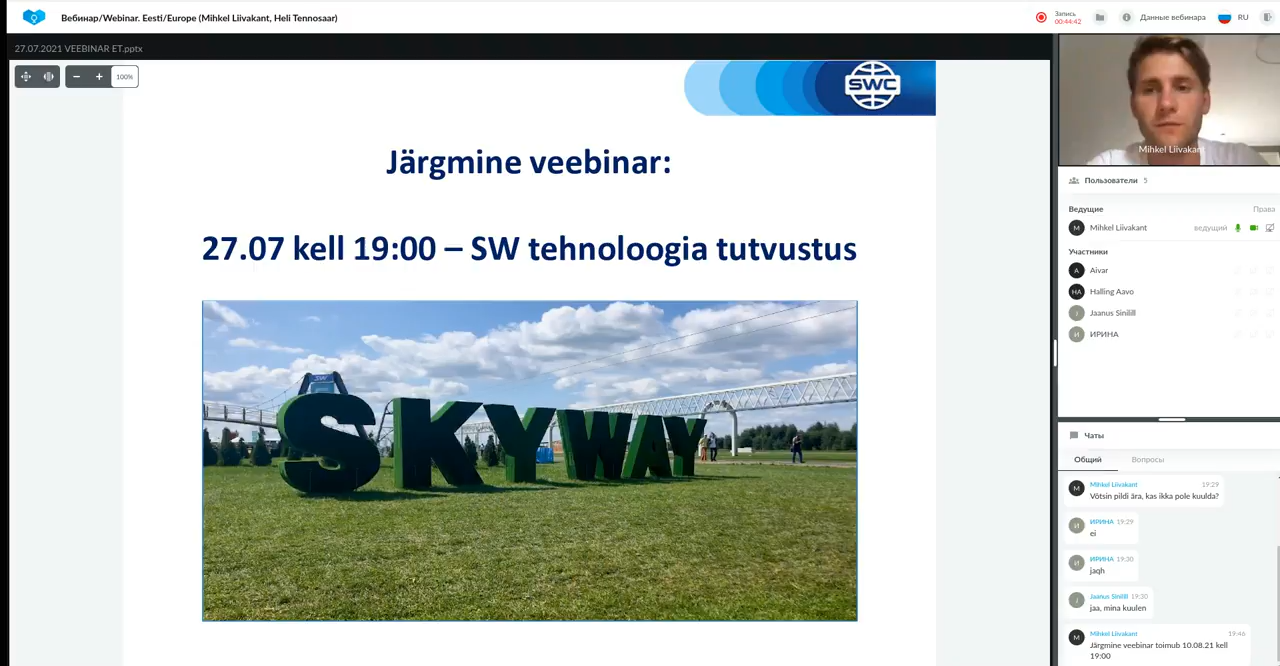 Вебинар/Webinar. Eesti/Europe (Mihkel Liivakant, Heli Tennosaar)
Запись
00:44:42
Данные вебинара
RU
27.07.2021 VEEBINAR ET.pptx
100%
SWC
Järgmine veebinar:
27.07 kell 19:00 – SW tehnoloogia tutvustus
SW
SKYWAY
Mihkel Liivakant
Пользователи 5
Ведущие Права
M Mihkel Liivakant ведущий
Участники
A Aivar
HA Halling Aavo
J Jaanus Sinilill
И ИРИНА
Чаты
Общий Вопросы
M Mihkel Liivakant 19:29
Võtsin pildi ära, kas ikka pole kuulda?
И ИРИНА 19:29
ei
И ИРИНА 19:30
jaqh
J Jaanus Sinilill 19:30
jaa, mina kuulen
M Mihkel Liivakant 19:46
Järgmine veebinar toimub 10.08.21 kell
19:00